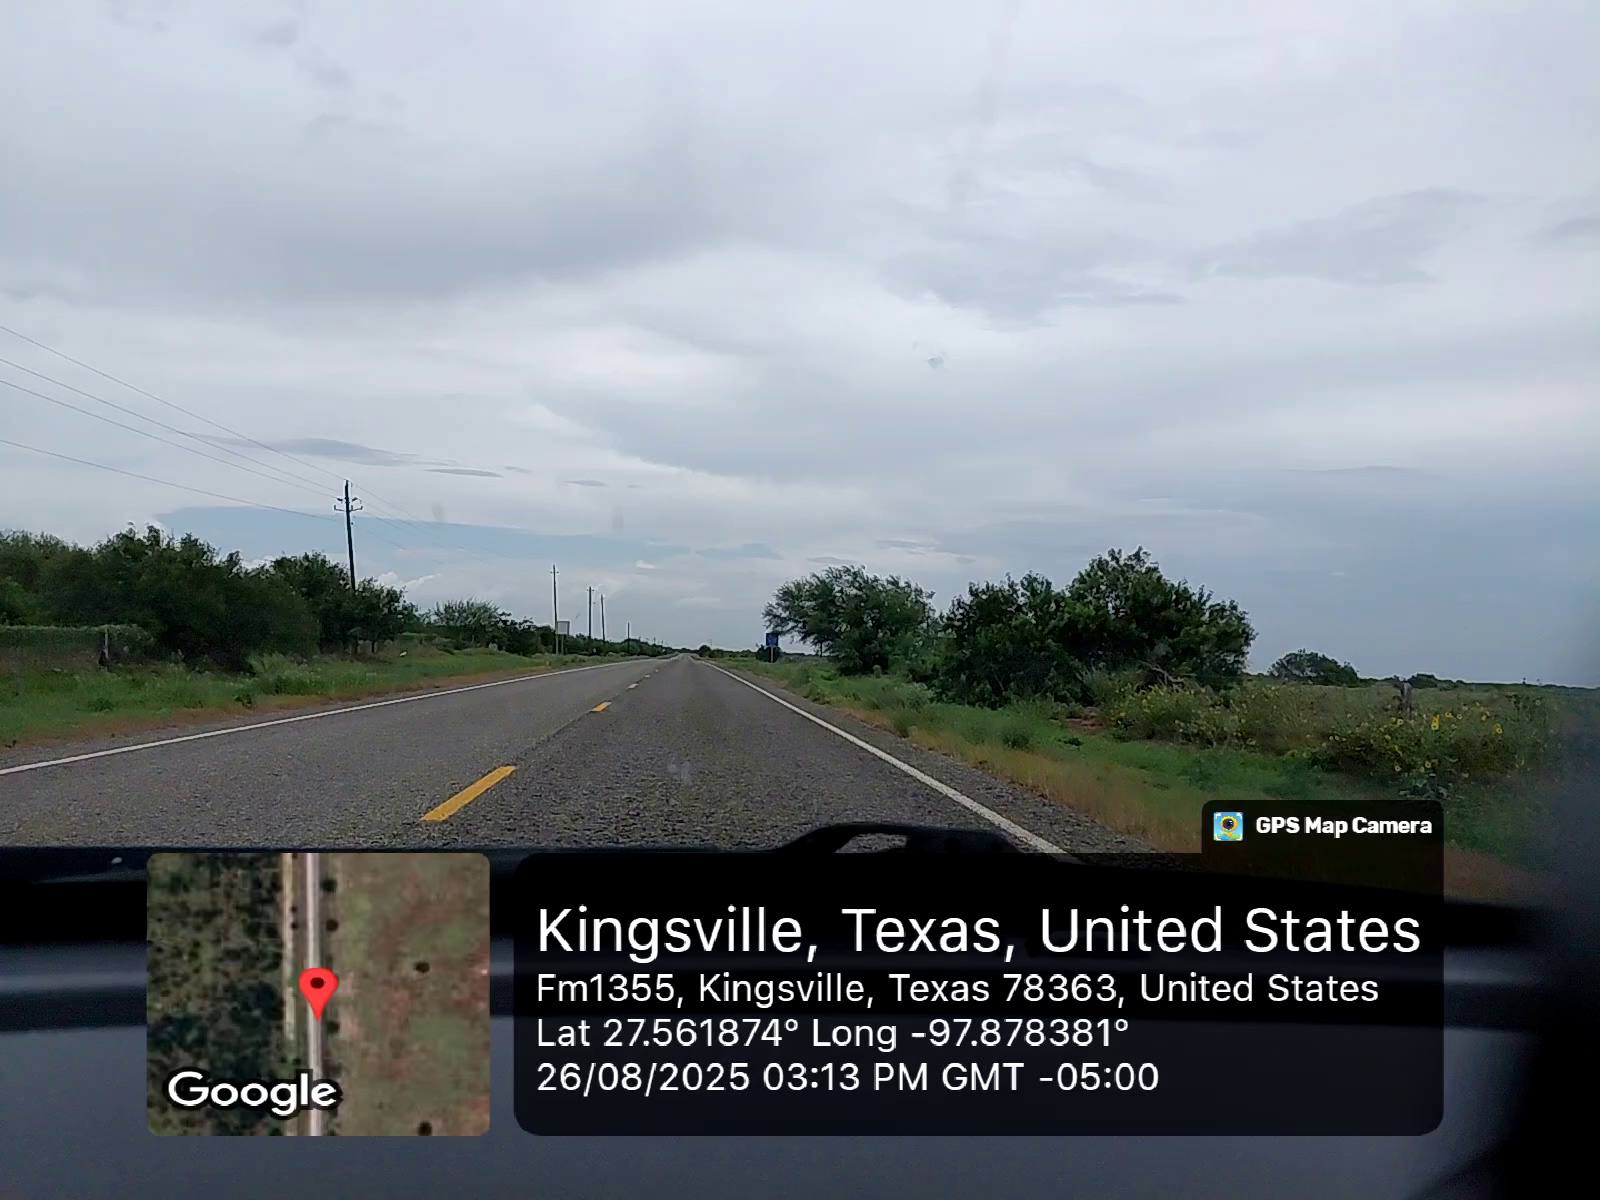 GPS Map Camera
Kingsville, Texas, United States
Fm1355, Kingsville, Texas 78363, United States
Lat 27.561874° Long -97.878381°
26/08/2025 03:13 PM GMT -05:00
Google